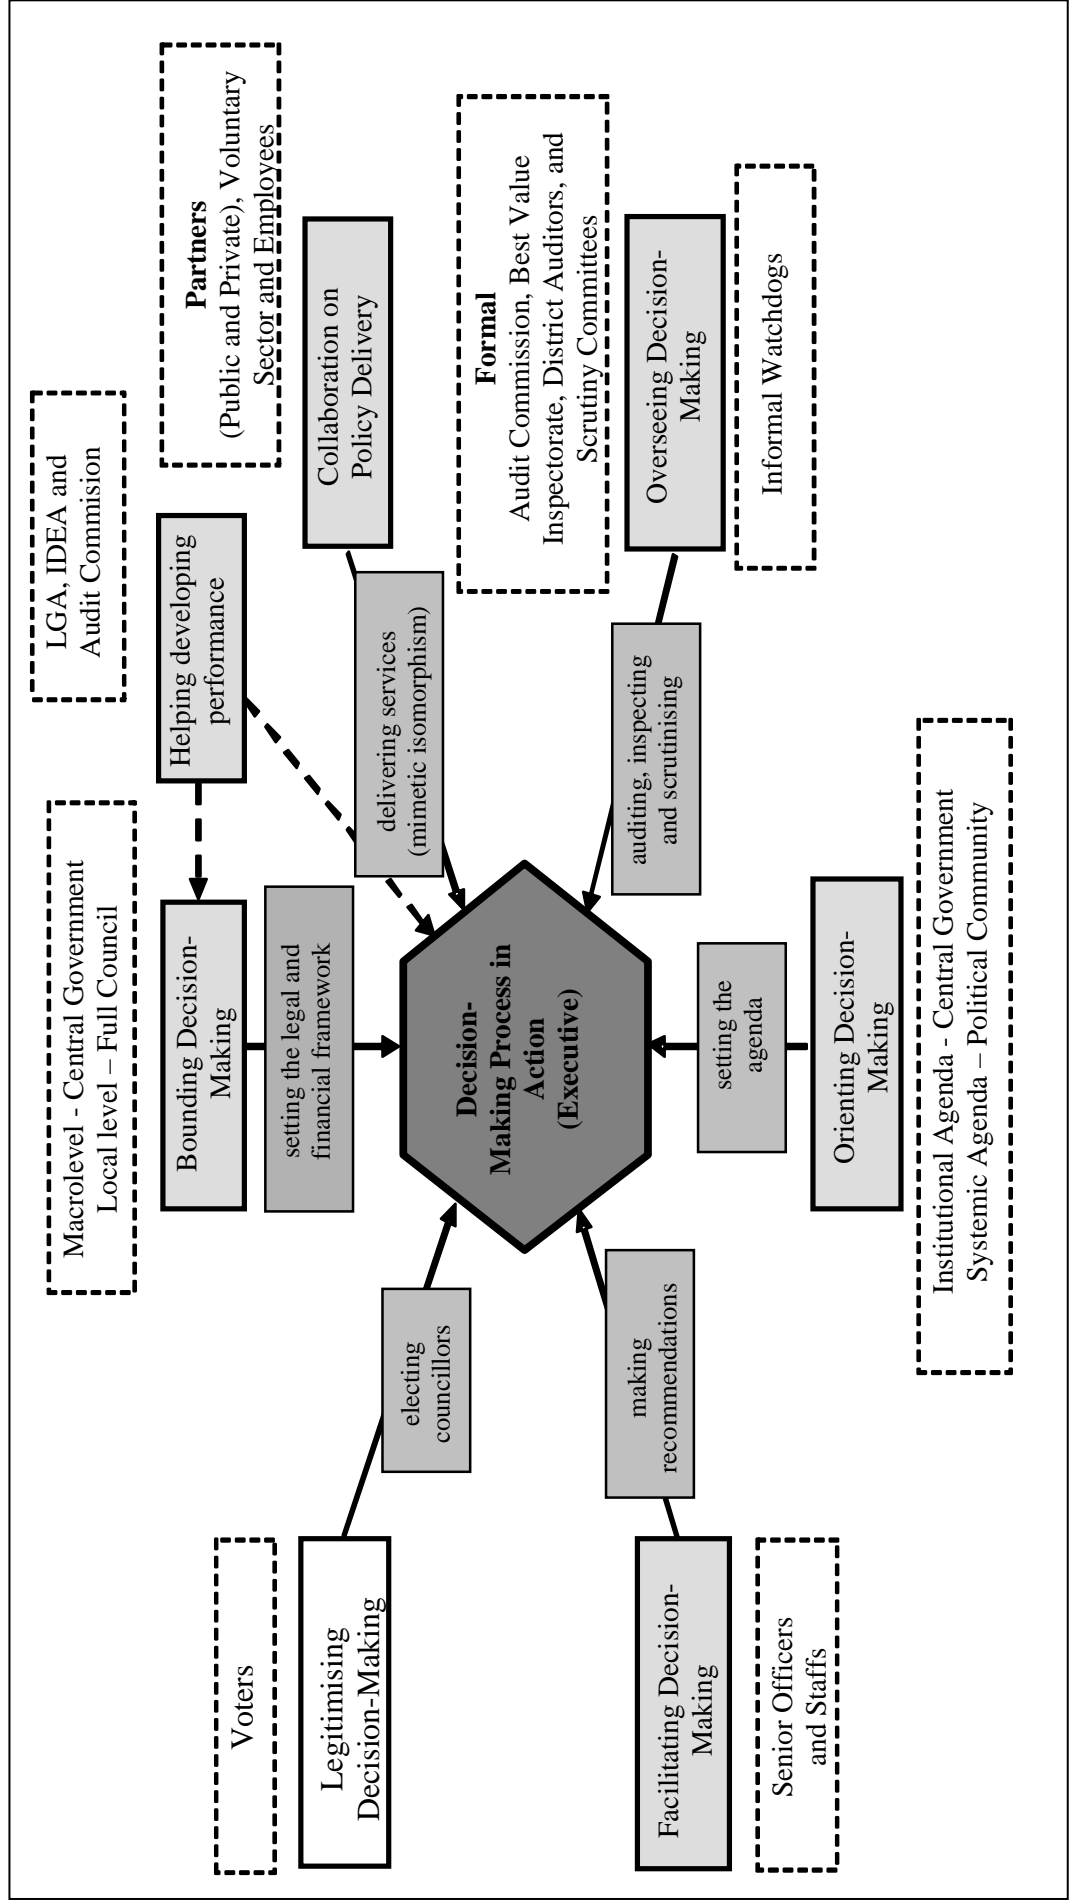 LGA, IDEA and
Audit Commision
Macrolevel - Central Government
Local level – Full Council
Partners
(Public and Private), Voluntary
Sector and Employees
Helping developing
performance
Bounding Decision-
Making
Voters
setting the legal and
financial framework
Collaboration on
Policy Delivery
Legitimising
Decision-Making
delivering services
(mimetic isomorphism)
electing
councillors
Decision-
Making Process in
Action
(Executive)
Formal
Audit Commission, Best Value
Inspectorate, District Auditors, and
Scrutiny Committees
making
recommendations
auditing, inspecting
and scrutinising
Facilitating Decision-
Making
Overseeing Decision-
Making
setting the
agenda
Senior Officers
and Staffs
Informal Watchdogs
Orienting Decision-
Making
Institutional Agenda - Central Government
Systemic Agenda – Political Community